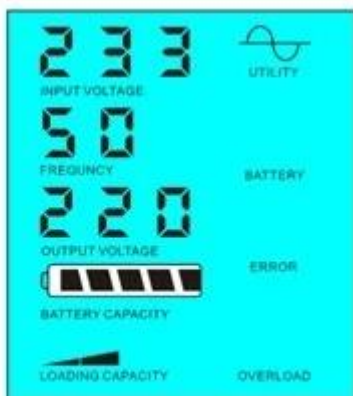 233
UTILITY
INPUT VOLTAGE
50
FREQUNCY
BATTERY
220
OUTPUT VOLTAGE
ERROR
BATTERY CAPACITY
LOADING CAPACITY
OVERLOAD